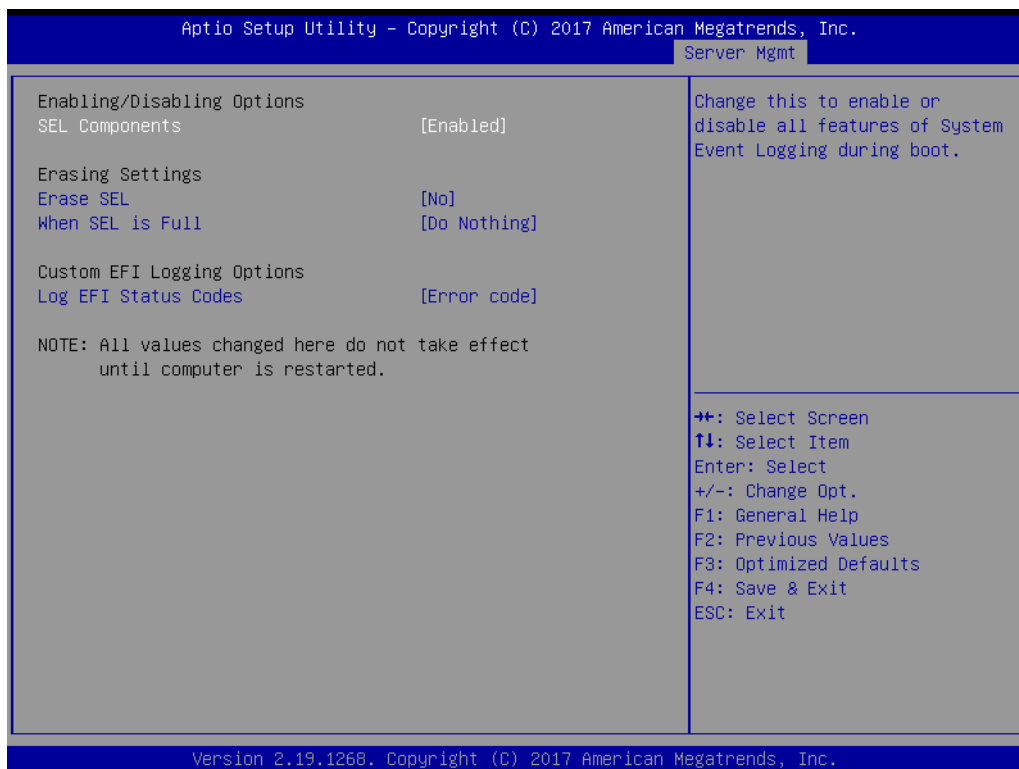 Aptio Setup Utility – Copyright (C) 2017 American Megatrends, Inc.
Server Mgmt
Enabling/Disabling Options
SEL Components [Enabled]
Erasing Settings
Erase SEL [No]
When SEL is Full [Do Nothing]
Custom EFI Logging Options
Log EFI Status Codes [Error code]
NOTE: All values changed here do not take effect
until computer is restarted.
Change this to enable or
disable all features of System
Event Logging during boot.
→←: Select Screen
↑↓: Select Item
Enter: Select
+/-: Change Opt.
F1: General Help
F2: Previous Values
F3: Optimized Defaults
F4: Save & Exit
ESC: Exit
Version 2.19.1268. Copyright (C) 2017 American Megatrends, Inc.